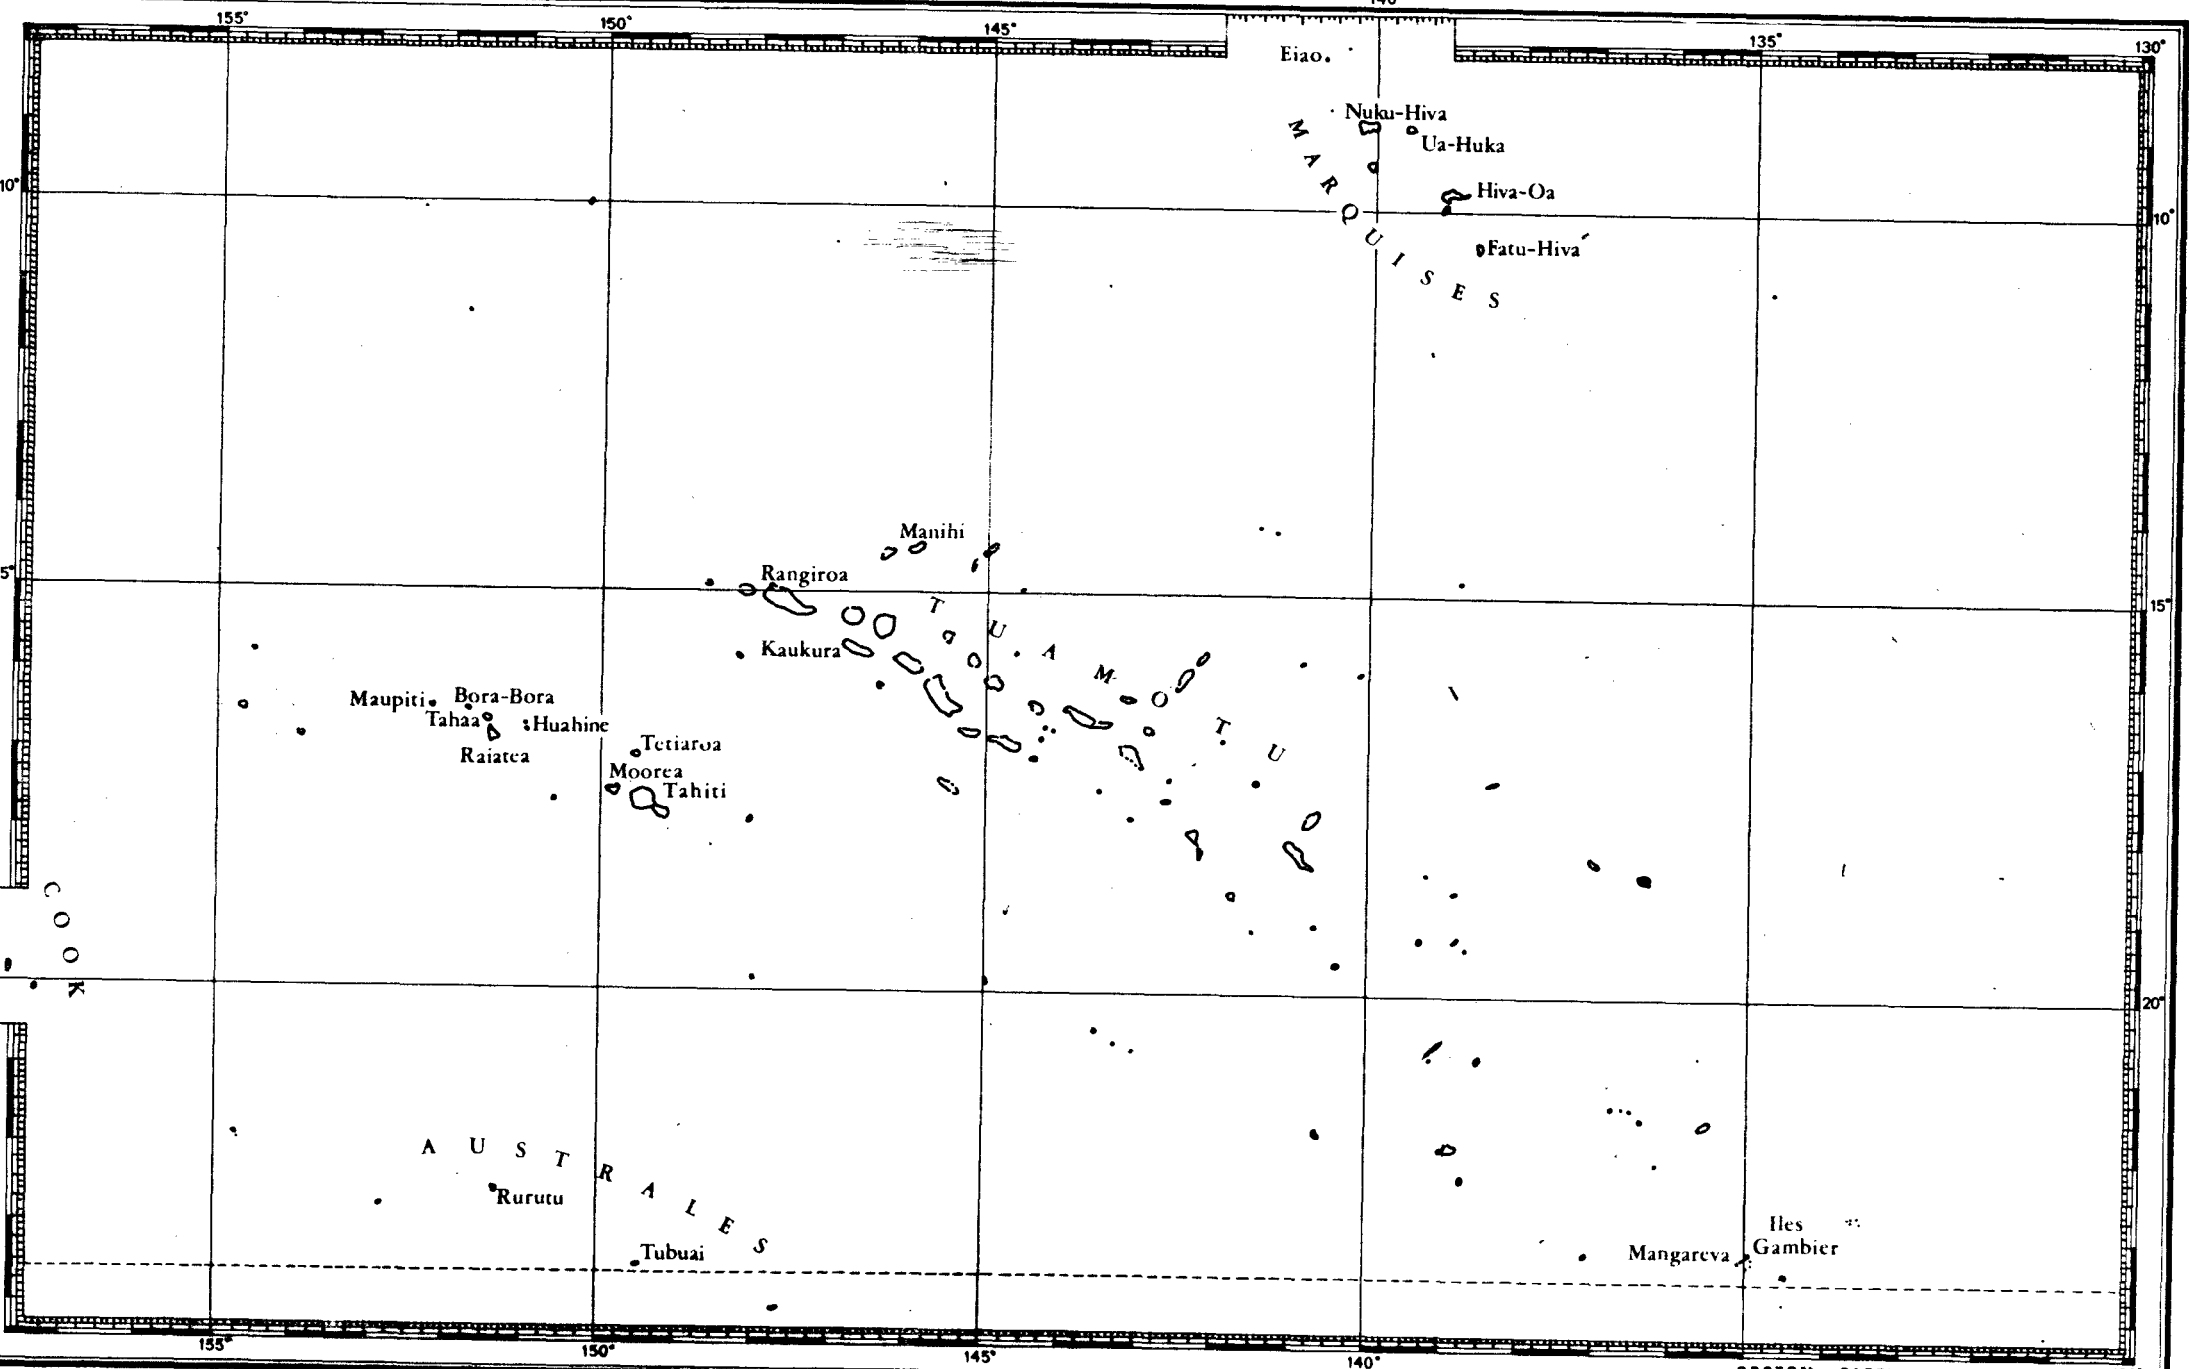 155°
150°
145°
140°
135°
130°
Eiao
Nuku-Hiva
Ua-Huka
Hiva-Oa
Fatu-Hiva
MARQUISES
10°
10°
Manihi
Rangiroa
Kaukura
TUAMOTU
5°
15°
Maupiti
Bora-Bora
Tahaa
Huahine
Raiatea
Tetiaroa
Moorea
Tahiti
COOK
20°
AUSTRALES
Rurutu
Tubuai
Iles
Gambier
Mangareva
155°
150°
145°
140°